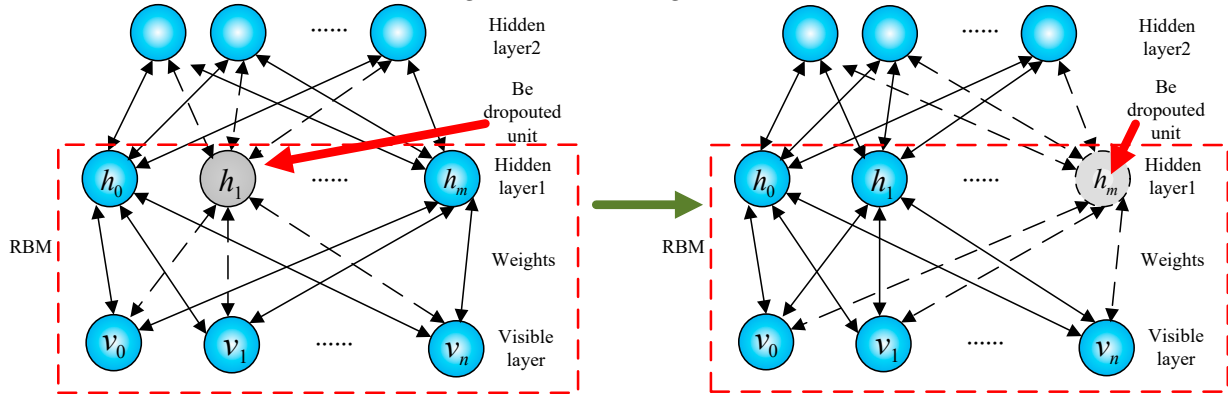 ...... Hidden
layer2
Be
dropouted
unit
h0 h1 ...... hm Hidden
layer1
RBM
Weights
v0 v1 ...... vn Visible
layer
...... Hidden
layer2
Be
dropouted
unit
h0 h1 ...... hm Hidden
layer1
RBM
Weights
v0 v1 ...... vn Visible
layer